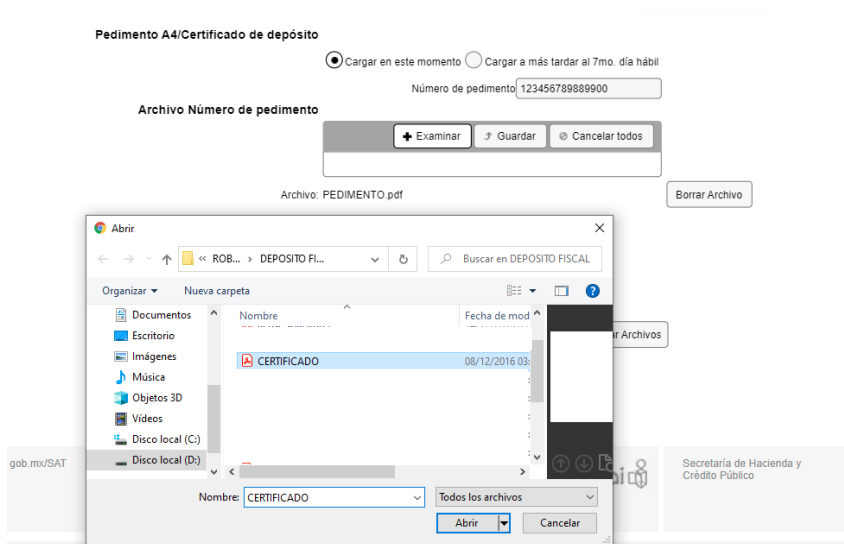 Pedimento A4/Certificado de depósito
Cargar en este momento Cargar a más tardar al 7mo. día hábil
Número de pedimento 123456789889900
Archivo Número de pedimento
Examinar Guardar Cancelar todos
Archivo: PEDIMENTO.pdf Borrar Archivo
Abrir
« ROB... › DEPOSITO FI... Buscar en DEPOSITO FISCAL
Organizar Nueva carpeta
Documentos Nombre Fecha de mod
Escritorio
Archivos
Imágenes CERTIFICADO 08/12/2016 03:
Música
Objetos 3D
Vídeos
Disco local (C:)
Disco local (D:)
gob.mx/SAT
Secretaría de Hacienda y
Crédito Público
Nombre: CERTIFICADO Todos los archivos
Abrir Cancelar